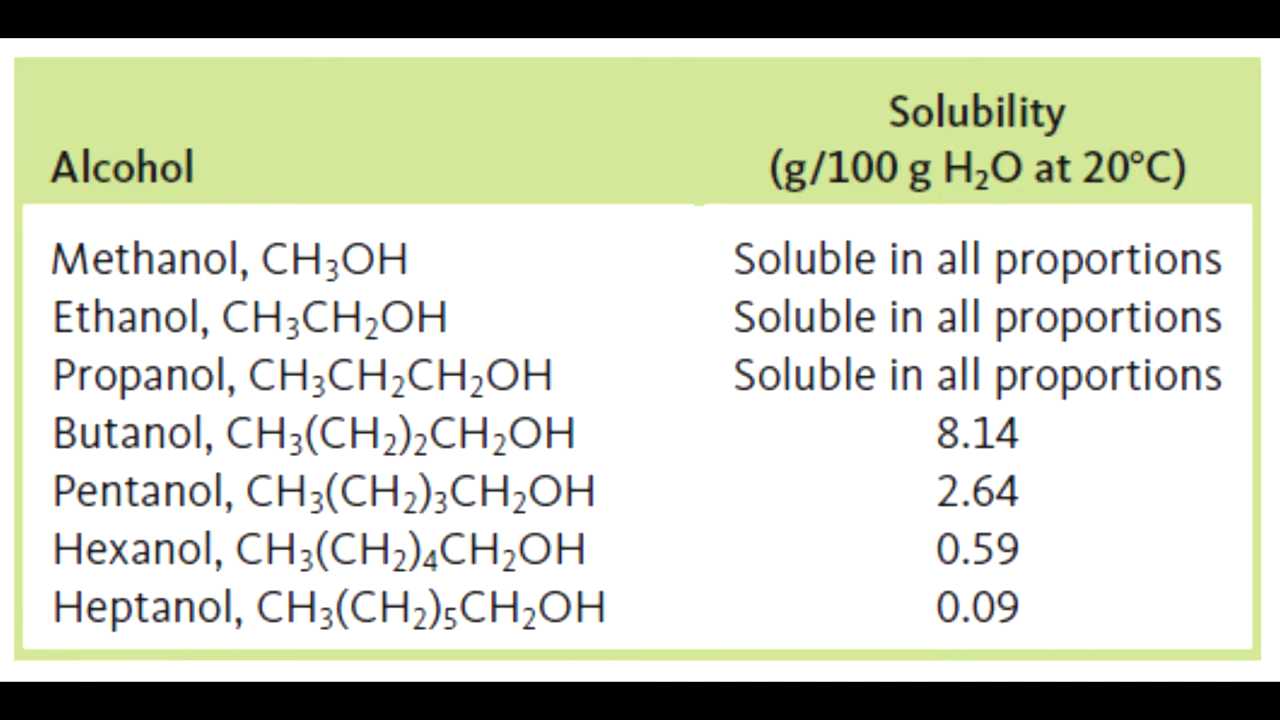 Alcohol Solubility
(g/100 g H₂O at 20°C)
Methanol, CH₃OH Soluble in all proportions
Ethanol, CH₃CH₂OH Soluble in all proportions
Propanol, CH₃CH₂CH₂OH Soluble in all proportions
Butanol, CH₃(CH₂)₂CH₂OH 8.14
Pentanol, CH₃(CH₂)₃CH₂OH 2.64
Hexanol, CH₃(CH₂)₄CH₂OH 0.59
Heptanol, CH₃(CH₂)₅CH₂OH 0.09